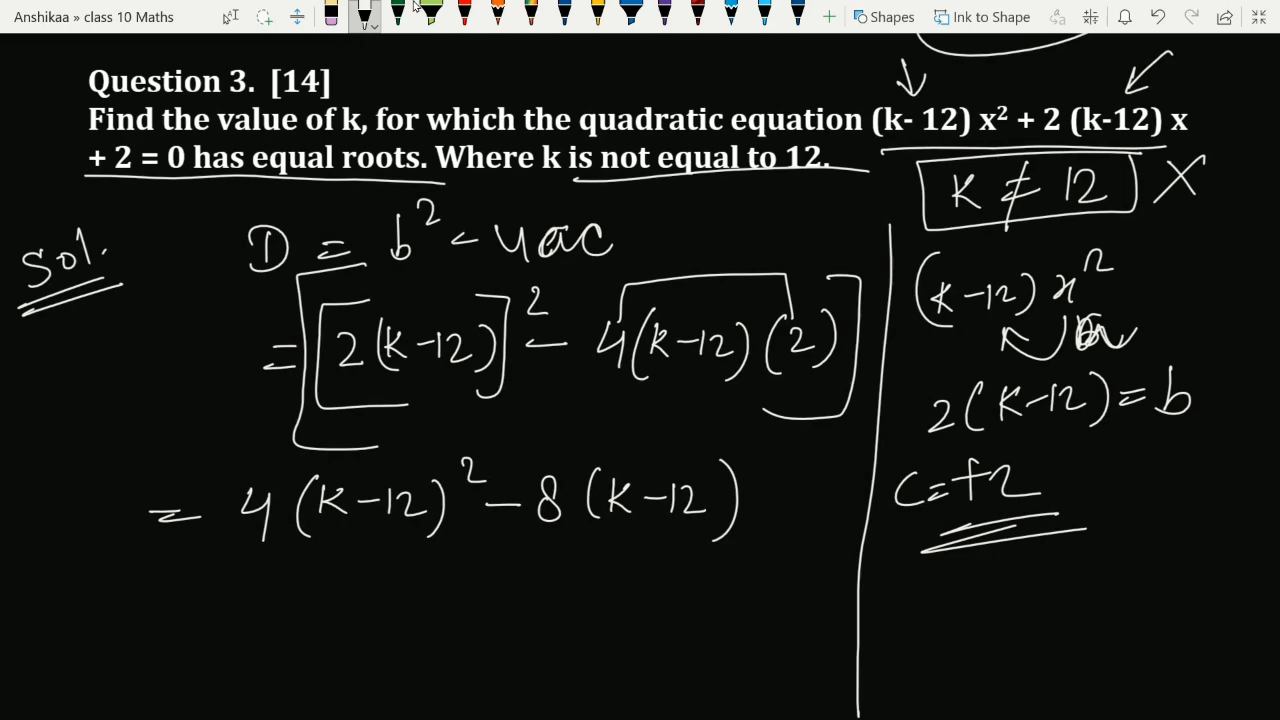 Anshikaa » class 10 Maths
Shapes
Ink to Shape
Question 3. [14]
Find the value of k, for which the quadratic equation (k- 12) x² + 2 (k-12) x
+ 2 = 0 has equal roots. Where k is not equal to 12.
K ≠ 12 X
Sol.
D = b² - 4ac
= [[2(k-12)]² - 4(k-12)(2)]
= 4(k-12)² - 8(k-12)
(k-12) x²
2(k-12) = b
c = +2